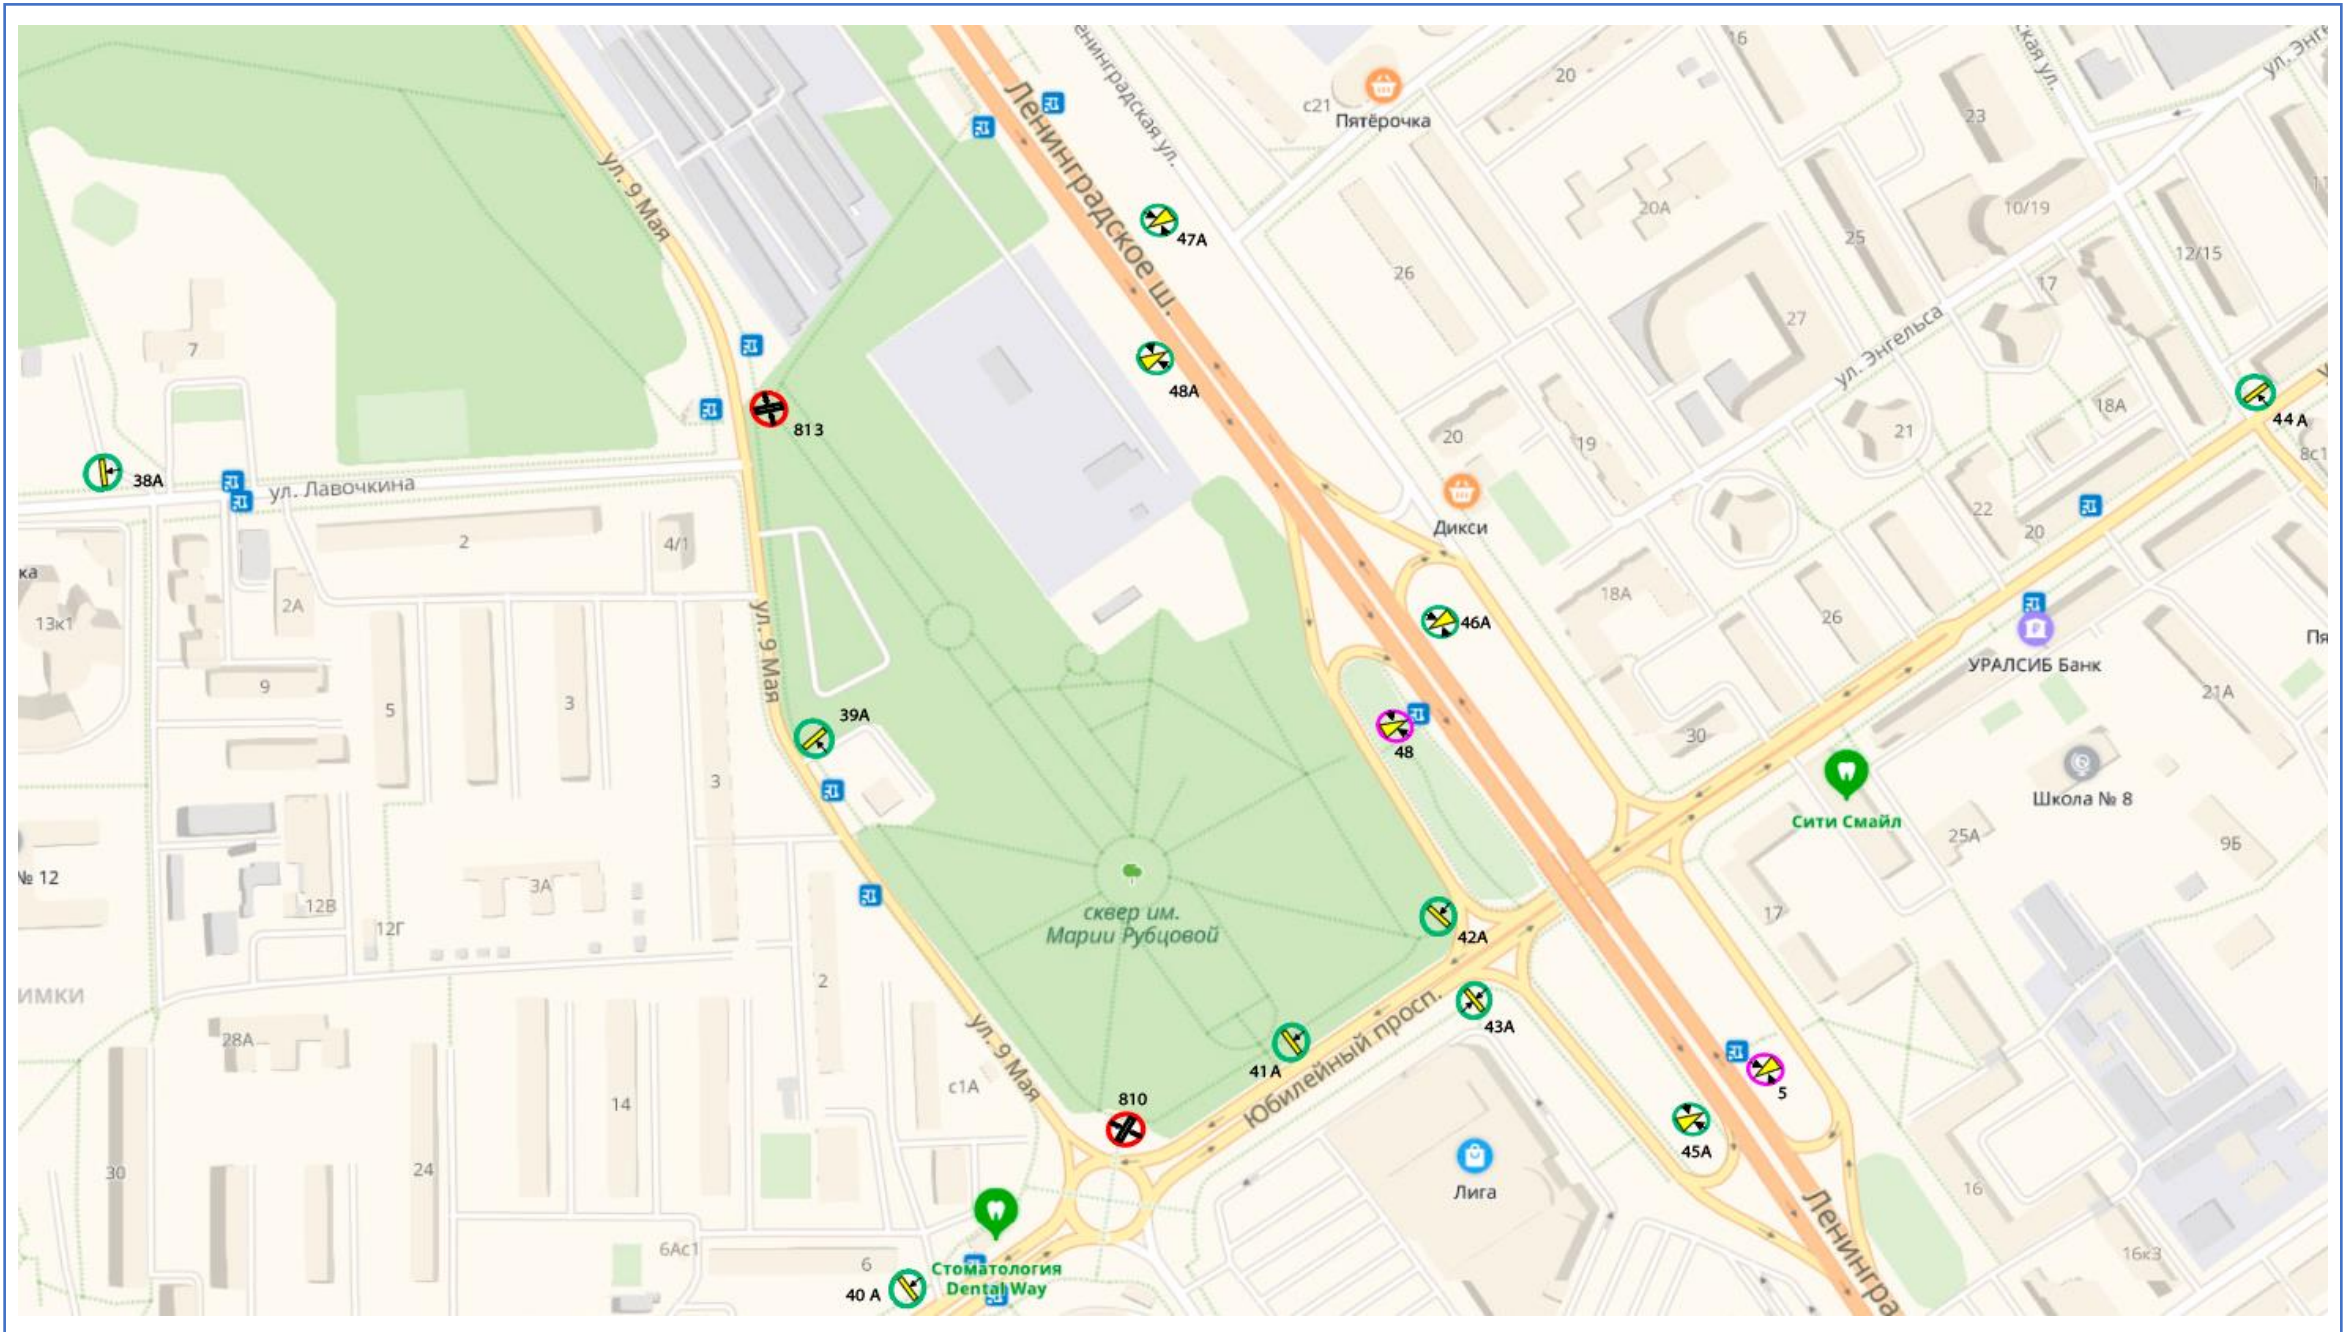 Ленинградское ш.
16
ул.
20
с21
Пятёрочка
23
ул. 9 Мая
47А
20А
10/19
25
12/15
26
17
27
7
48А
ул. Энгельса
18А
813
20
19
21
44 А
38А
ул. Лавочкина
8с1
22
Дикси
20
2
4/1
18А
2А
13к1
46А
26
ул. 9 Мая
УРАЛСИБ Банк
9
5
3
21А
39А
48
30
3
Школа № 8
Сити Смайл
25А
9Б
№ 12
3А
12В
17
12Г
сквер им.
Марии Рубцовой
42А
2
43А
28А
ул. 9 Мая
41А
Юбилейный просп.
с1А
5
14
810
45А
30
24
Лига
16
Ленингра
6Ас1
6
16к3
Стоматология
Dental Way
40 А